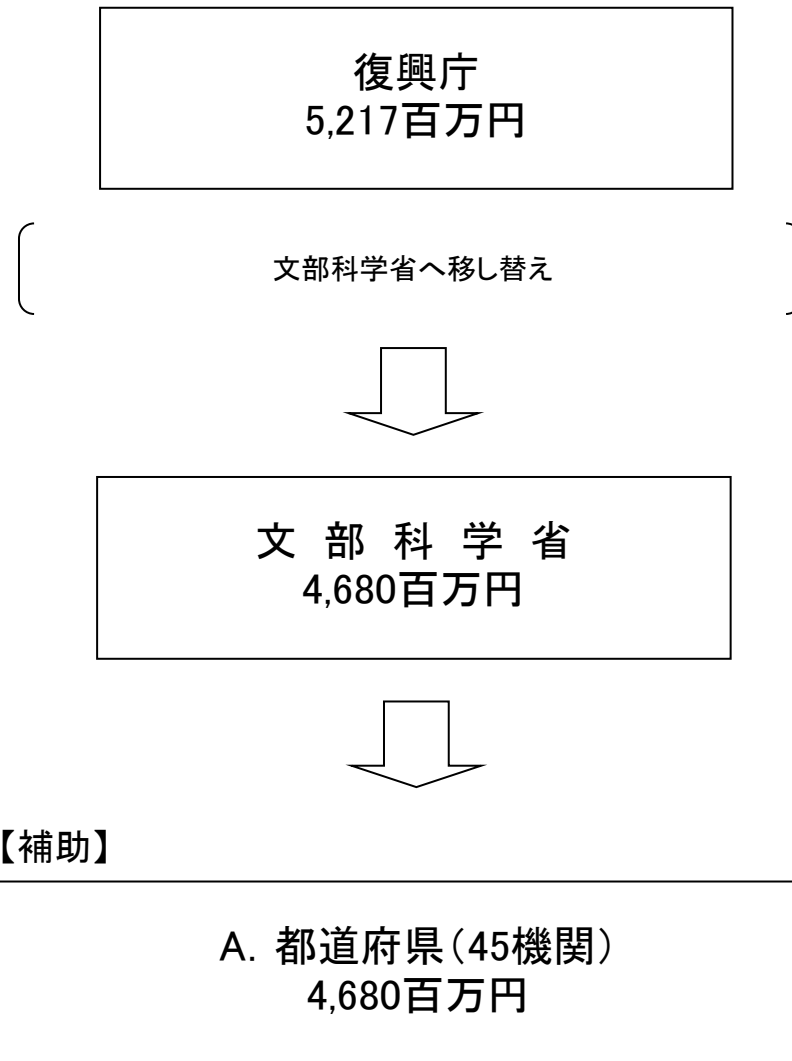 復興庁
5,217百万円
文部科学省へ移し替え
文 部 科 学 省
4,680百万円
【補助】
A. 都道府県（45機関）
4,680百万円